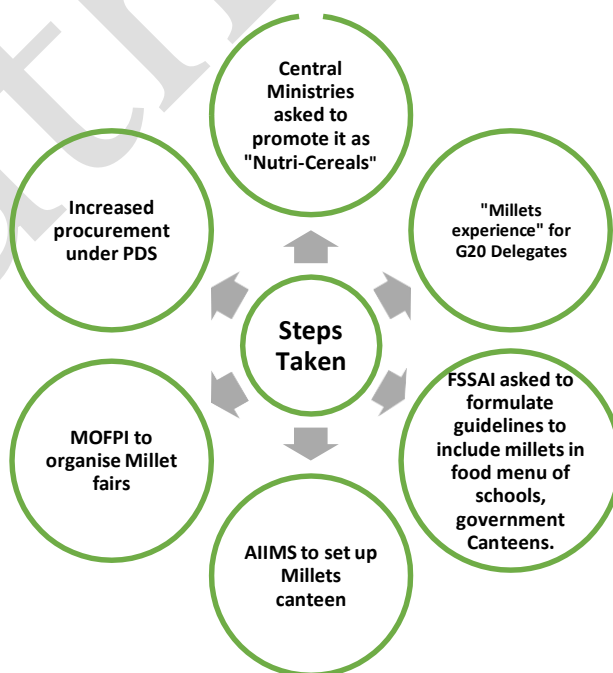 Central
Ministries
asked to
promote it as
"Nutri-Cereals"
"Millets
experience" for
G20 Delegates
FSSAI asked to
formulate
guidelines to
include millets in
food menu of
schools,
government
Canteens.
AIIMS to set up
Millets
canteen
MOFPI to
organise Millet
fairs
Increased
procurement
under PDS
Steps
Taken